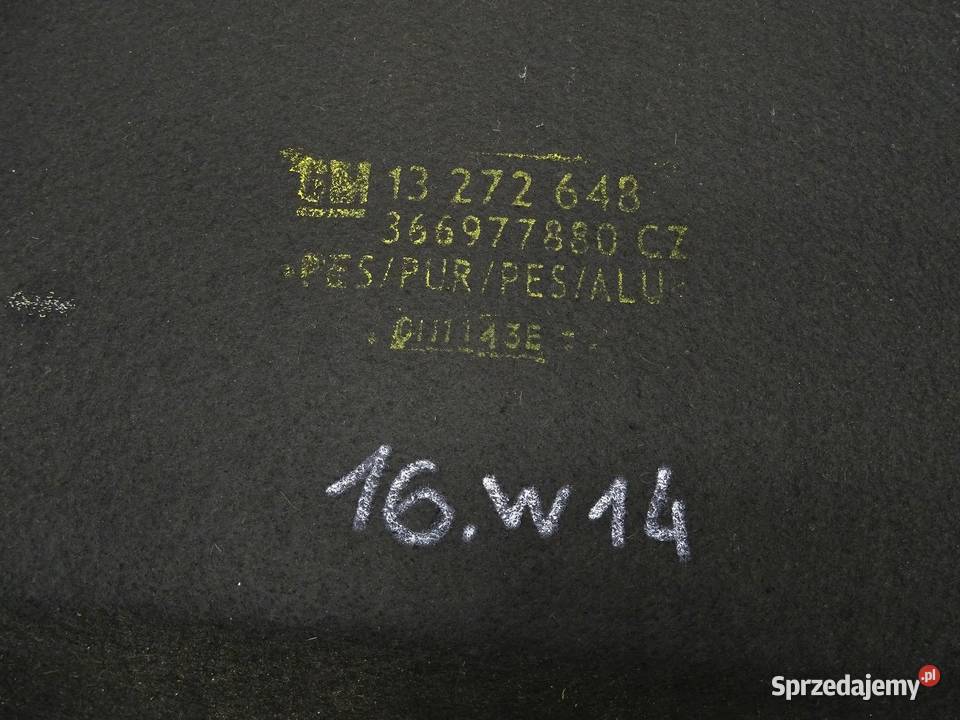 GM 13 272 648
366977880 CZ
>PES/PUR/PES/ALU<
16.W14
Sprzedajemy.pl